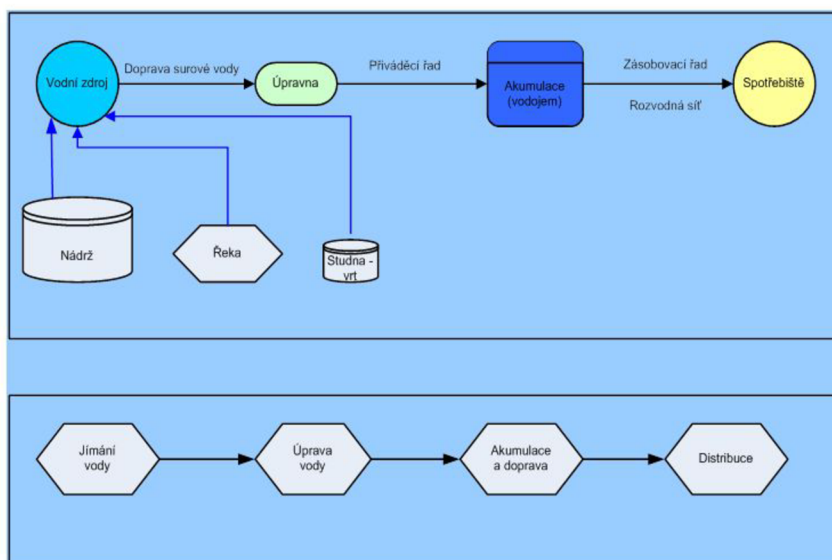 Vodní zdroj
Doprava surové vody
Úpravna
Přiváděcí řad
Akumulace
(vodojem)
Zásobovací řad
Rozvodná síť
Spotřebiště
Nádrž
Řeka
Studna -
vrt
Jímání
vody
Úprava
vody
Akumulace
a doprava
Distribuce